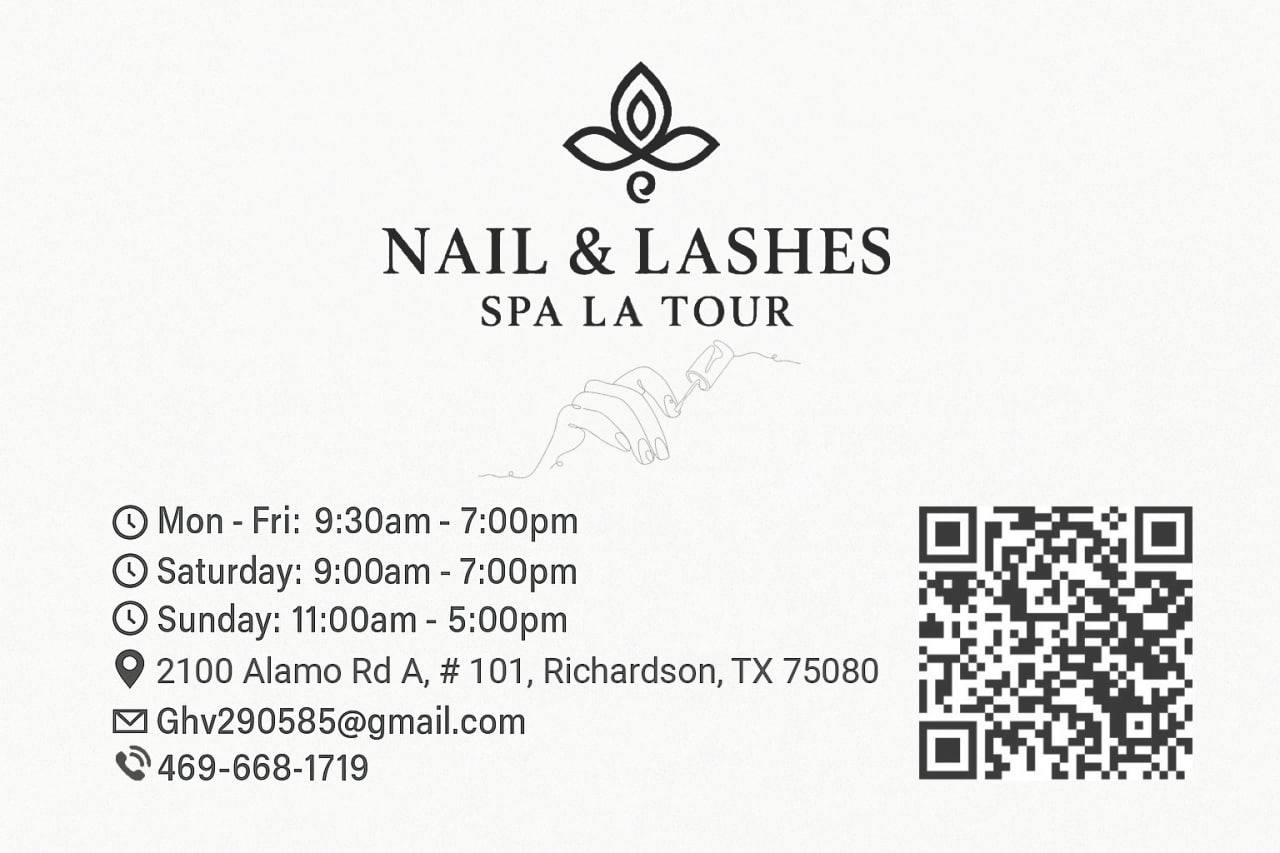 NAIL & LASHES
SPA LA TOUR
Mon - Fri: 9:30am - 7:00pm
Saturday: 9:00am - 7:00pm
Sunday: 11:00am - 5:00pm
2100 Alamo Rd A, # 101, Richardson, TX 75080
Ghv290585@gmail.com
469-668-1719